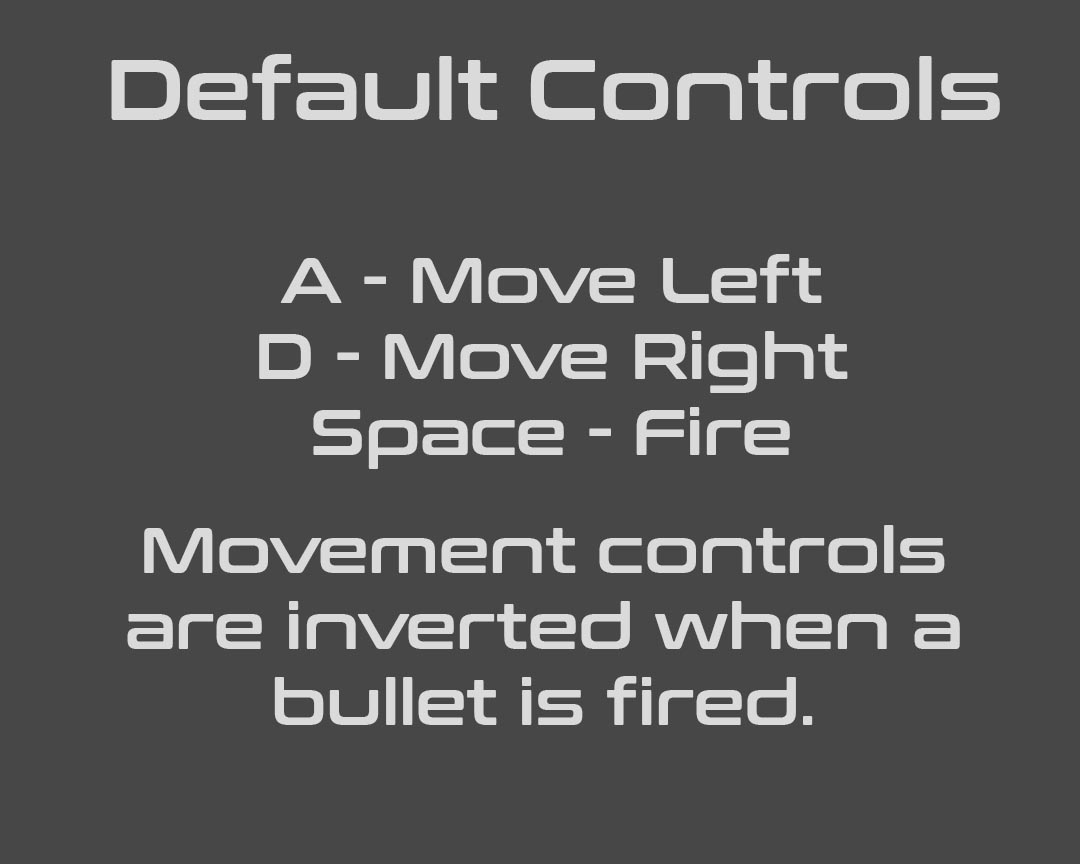 Default Controls
A - Move Left
D - Move Right
Space - Fire
Movement controls
are inverted when a
bullet is fired.